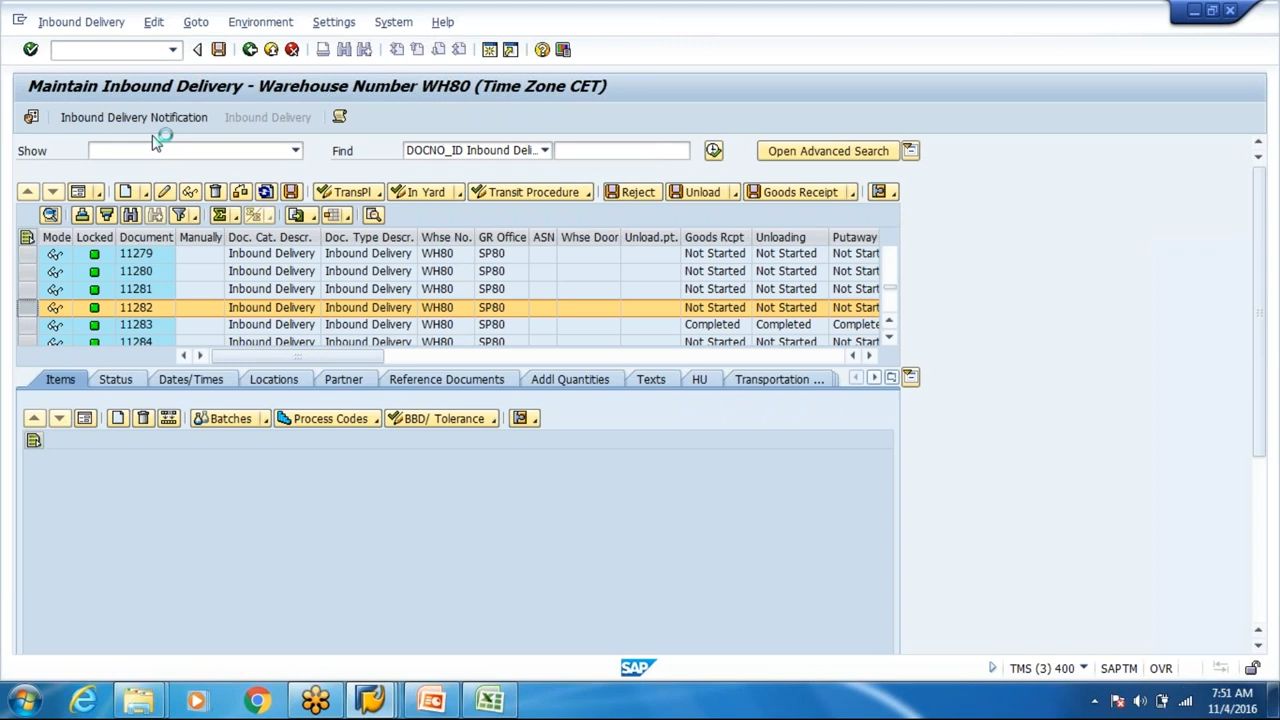 Inbound Delivery Edit Goto Environment Settings System Help
Maintain Inbound Delivery - Warehouse Number WH80 (Time Zone CET)
Inbound Delivery Notification Inbound Delivery
Show Find DOCNO_ID Inbound Deli... Open Advanced Search
TransPl In Yard Transit Procedure Reject Unload Goods Receipt
Mode Locked Document Manually Doc. Cat. Descr. Doc. Type Descr. Whse No. GR Office ASN Whse Door Unload.pt. Goods Rcpt Unloading Putaway
11279 Inbound Delivery Inbound Delivery WH80 SP80 Not Started Not Started Not Start
11280 Inbound Delivery Inbound Delivery WH80 SP80 Not Started Not Started Not Start
11281 Inbound Delivery Inbound Delivery WH80 SP80 Not Started Not Started Not Start
11282 Inbound Delivery Inbound Delivery WH80 SP80 Not Started Not Started Not Start
11283 Inbound Delivery Inbound Delivery WH80 SP80 Completed Completed Complete
11284 Inbound Delivery Inbound Delivery WH80 SP80 Not Started Not Started Not Start
Items Status Dates/Times Locations Partner Reference Documents Addl Quantities Texts HU Transportation ...
Batches Process Codes BBD/ Tolerance
SAP TMS (3) 400 SAPTM OVR
7:51 AM
11/4/2016